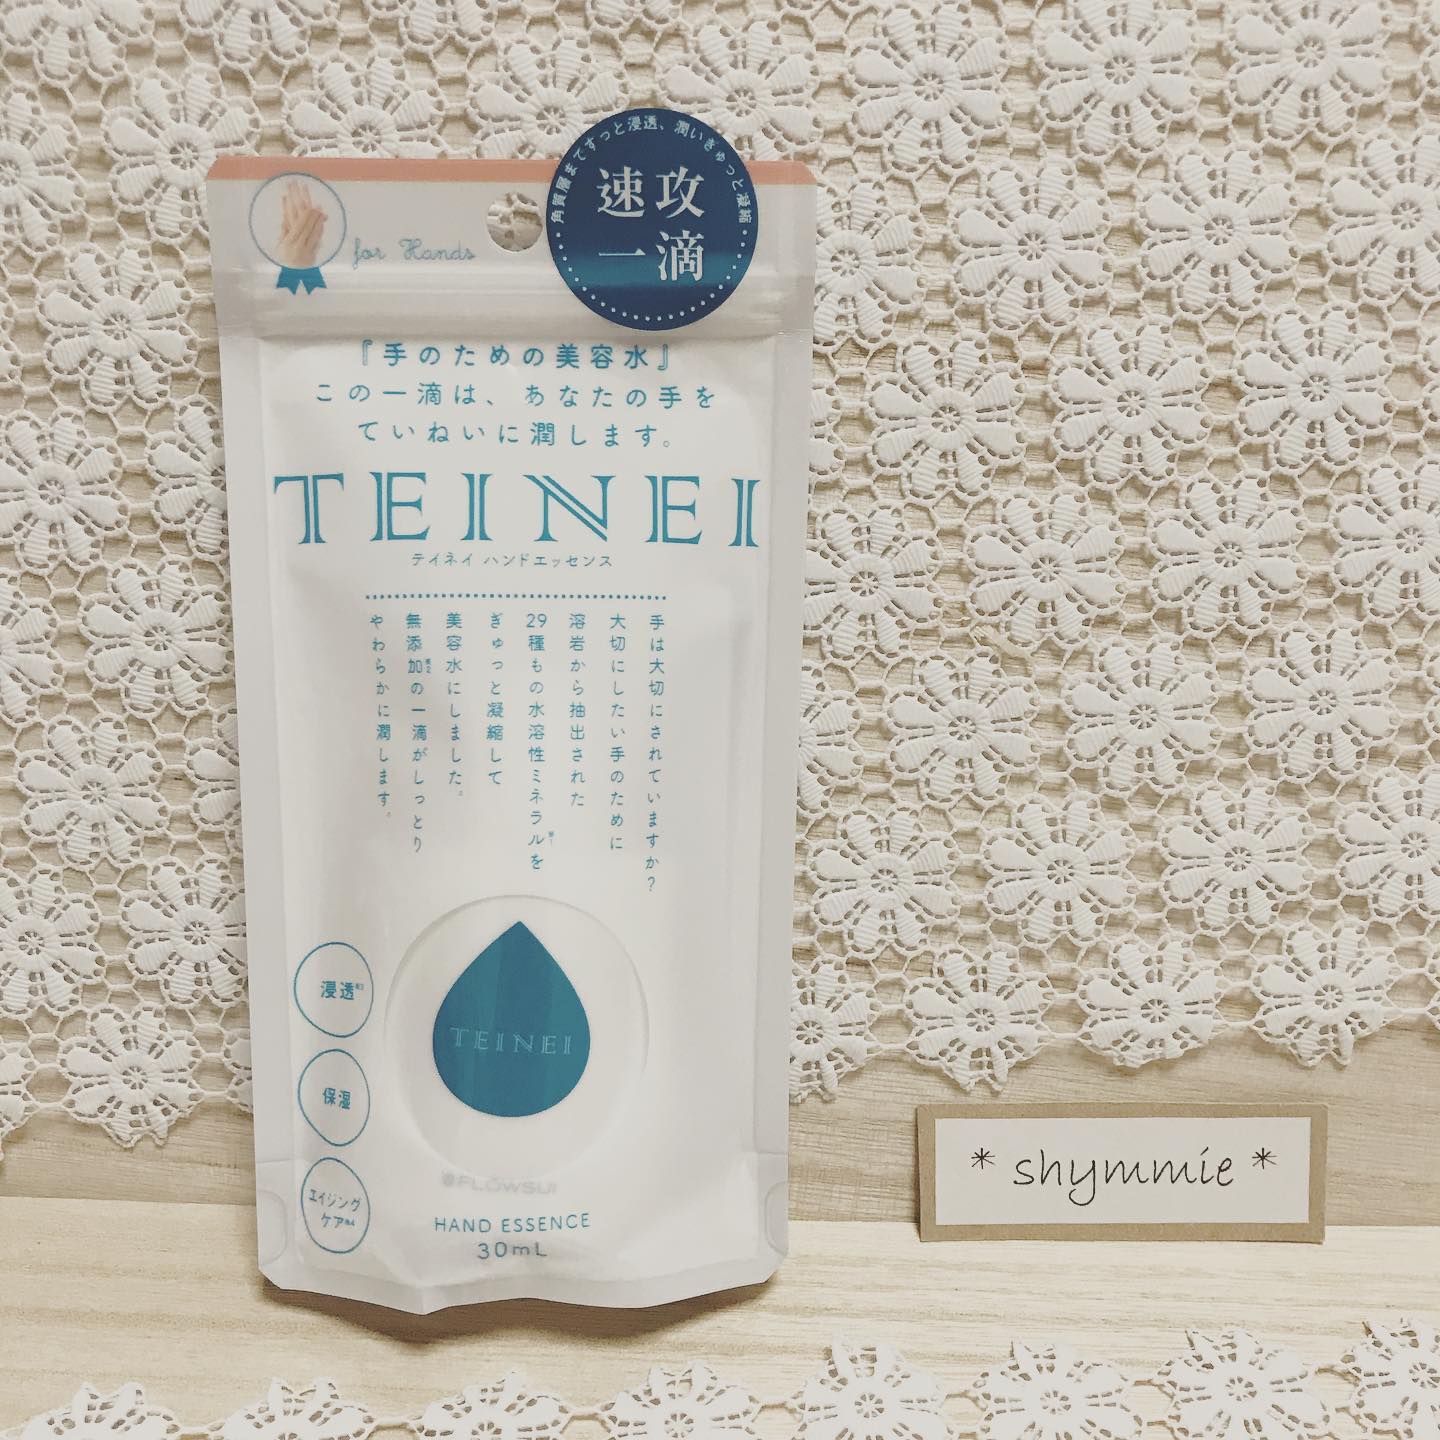 角質層まですっと浸透、潤いぎゅっと凝縮
速攻
一滴
for Hands
『手のための美容水』
この一滴は、あなたの手を
ていねいに潤します。
TEINEI
テイネイ ハンドエッセンス
手は大切にされていますか?
大切にしたい手のために
溶岩から抽出された
29種もの水溶性ミネラルを
ぎゅっと凝縮して
美容水にしました。
無添加の一滴がしっとり
やわらかに潤します。
TEINEI
浸透
保湿
エイジング
ケア
FLOWSUI
HAND ESSENCE
30mL
* shymmie *